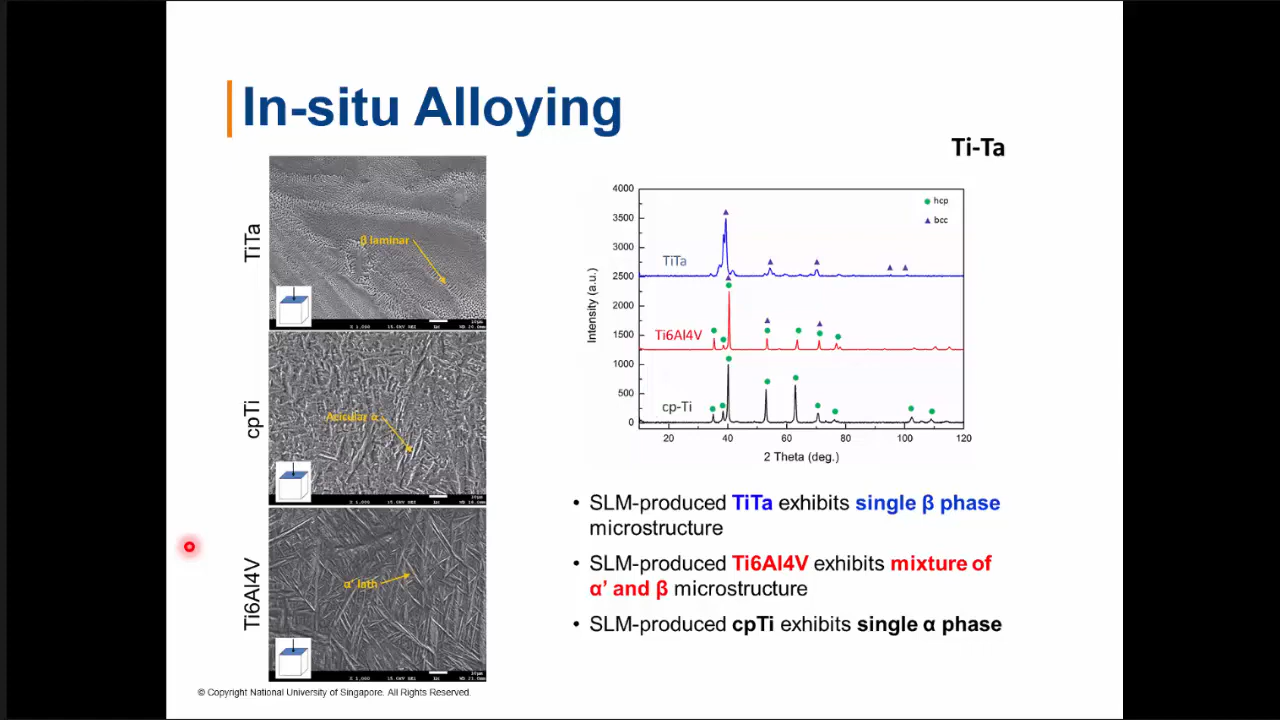 In-situ Alloying
Ti-Ta
TiTa
β laminar
cpTi
Acicular α
Ti6Al4V
α' lath
4000
3500
3000
2500
2000
1500
1000
500
0
Intensity (a.u.)
hcp
bcc
TiTa
Ti6Al4V
cp-Ti
20 40 60 80 100 120
2 Theta (deg.)
• SLM-produced TiTa exhibits single β phase
microstructure
• SLM-produced Ti6Al4V exhibits mixture of
α' and β microstructure
• SLM-produced cpTi exhibits single α phase
© Copyright National University of Singapore. All Rights Reserved.